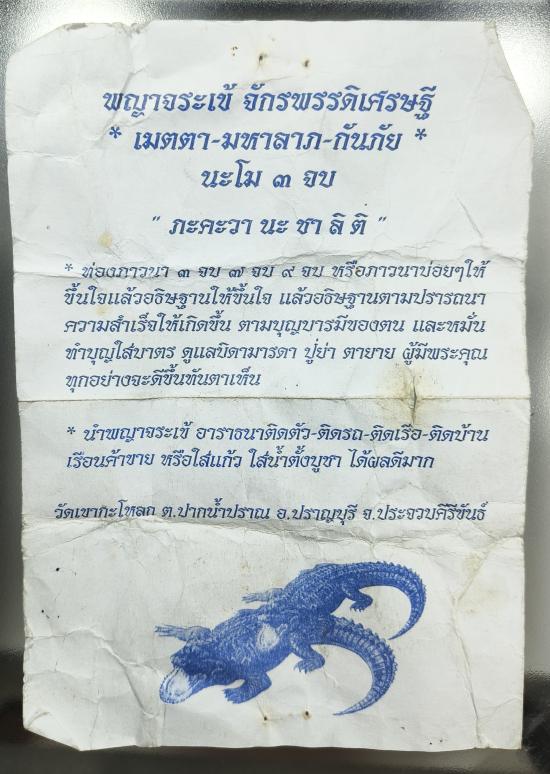 พญาจระเข้ จักรพรรดิเศรษฐี
* เมตตา-มหาลาภ-กันภัย *
นะโม ๓ จบ
" ภะคะวา นะ ชา ลิ ติ "
* ท่องภาวนา ๓ จบ ๗ จบ ๙ จบ หรือภาวนาบ่อยๆให้
ขึ้นใจแล้วอธิษฐานให้ขึ้นใจ แล้วอธิษฐานตามปรารถนา
ความสำเร็จให้เกิดขึ้น ตามบุญบารมีของตน และหมั่น
ทำบุญใส่บาตร ดูแลบิดามารดา ปู่ย่า ตายาย ผู้มีพระคุณ
ทุกอย่างจะดีขึ้นทันตาเห็น
* นำพญาจระเข้ อาราธนาติดตัว-ติดรถ-ติดเรือ-ติดบ้าน
เรือนค้าขาย หรือใส่แก้ว ใส่น้ำตั้งบูชา ได้ผลดีมาก
วัดเขากะโหลก ต.ปากน้ำปราณ อ.ปราณบุรี จ.ประจวบคีรีขันธ์